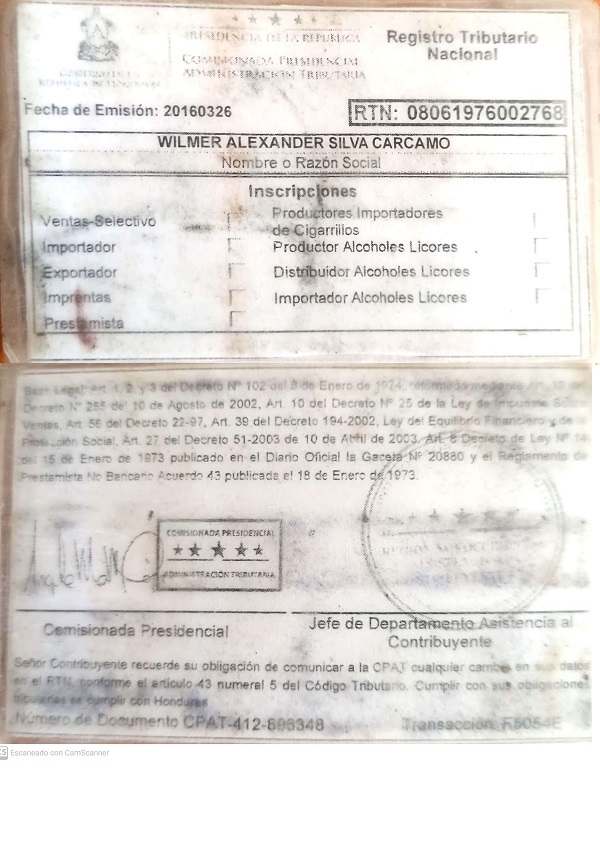 PRESIDENCIA DE LA REPÚBLICA
COMISIONADA PRESIDENCIAL
ADMINISTRACIÓN TRIBUTARIA
GOBIERNO DE LA
REPÚBLICA DE HONDURAS
Registro Tributario
Nacional
Fecha de Emisión: 20160326
RTN: 08061976002768
WILMER ALEXANDER SILVA CARCAMO
Nombre o Razón Social
Inscripciones
Ventas-Selectivo
Importador
Exportador
Imprentas
Prestamista
Productores Importadores
de Cigarrillos
Productor Alcoholes Licores
Distribuidor Alcoholes Licores
Importador Alcoholes Licores
Base Legal: Art. 1, 2, y 3 del Decreto N° 102 del 8 de Enero de 1974, reformado mediante Art.
Decreto N° 255 del 10 de Agosto de 2002, Art. 10 del Decreto N° 25 de la Ley de Impuesto Sobre
Ventas, Art. 56 del Decreto 22-97, Art. 39 del Decreto 194-2002, Ley del Equilibrio Financiero y de
Protección Social, Art. 27 del Decreto 51-2003 de 10 de Abril de 2003, Art. 8 Decreto de Ley N° 14
del 15 de Enero de 1973 publicado en el Diario Oficial la Gaceta N° 20880 y el Reglamento de
Prestamista No Bancario Acuerdo 43 publicada el 18 de Enero de 1973.
COMISIONADA PRESIDENCIAL
ADMINISTRACIÓN TRIBUTARIA
Comisionada Presidencial
Jefe de Departamento Asistencia al
Contribuyente
Señor Contribuyente recuerde su obligación de comunicar a la CPAT cualquier cambio en sus datos
en el RTN, conforme el artículo 43 numeral 5 del Código Tributario. Cumplir con sus obligaciones
tributarias es cumplir con Honduras
Número de Documento CPAT-412-898348
Transacción F5054E
CS Escaneado con CamScanner